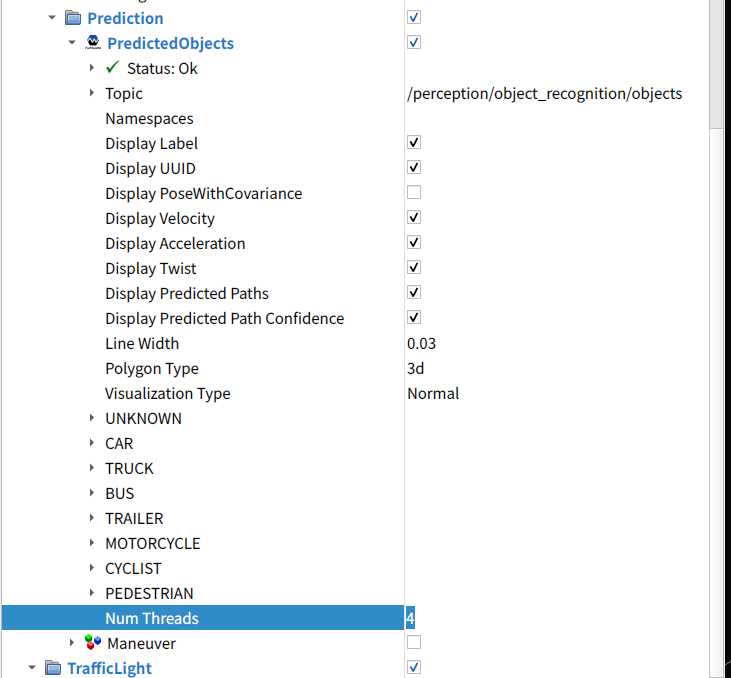 Prediction
PredictedObjects
Status: Ok
Topic /perception/object_recognition/objects
Namespaces
Display Label
Display UUID
Display PoseWithCovariance
Display Velocity
Display Acceleration
Display Twist
Display Predicted Paths
Display Predicted Path Confidence
Line Width 0.03
Polygon Type 3d
Visualization Type Normal
UNKNOWN
CAR
TRUCK
BUS
TRAILER
MOTORCYCLE
CYCLIST
PEDESTRIAN
Num Threads 4
Maneuver
TrafficLight